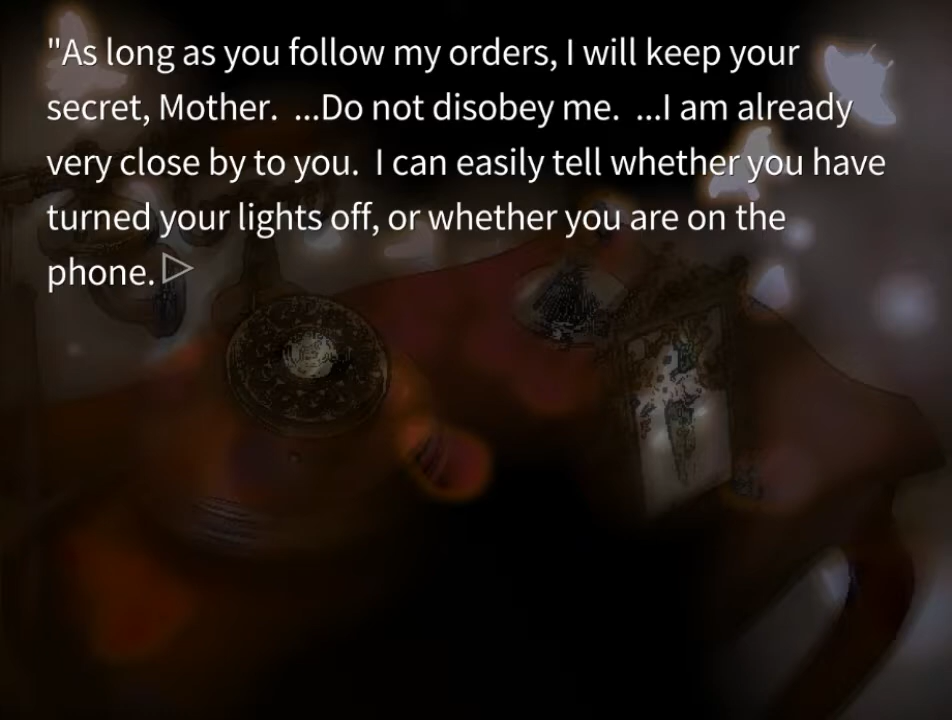 "As long as you follow my orders, I will keep your
secret, Mother.  ...Do not disobey me.  ...I am already
very close by to you.  I can easily tell whether you have
turned your lights off, or whether you are on the
phone.